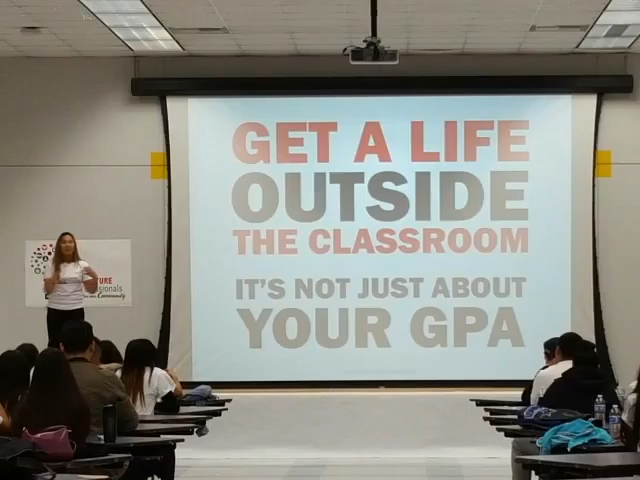 GET A LIFE
OUTSIDE
THE CLASSROOM
IT'S NOT JUST ABOUT
YOUR GPA